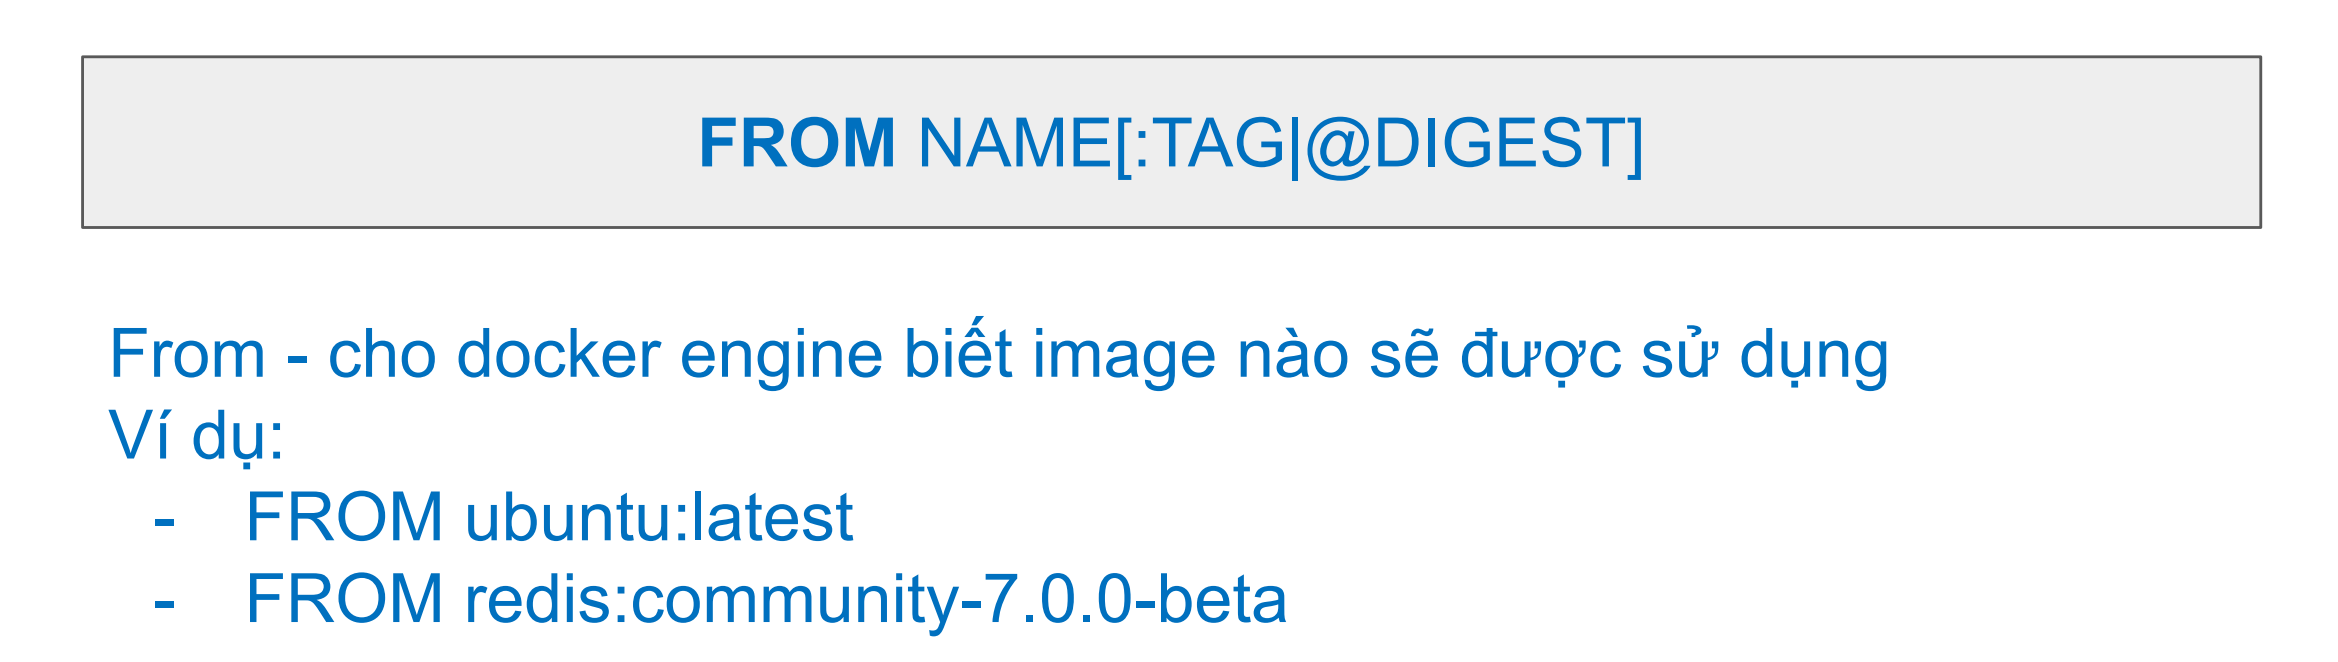 FROM NAME[:TAG|@DIGEST]
From - cho docker engine biết image nào sẽ được sử dụng
Ví dụ:
- FROM ubuntu:latest
- FROM redis:community-7.0.0-beta